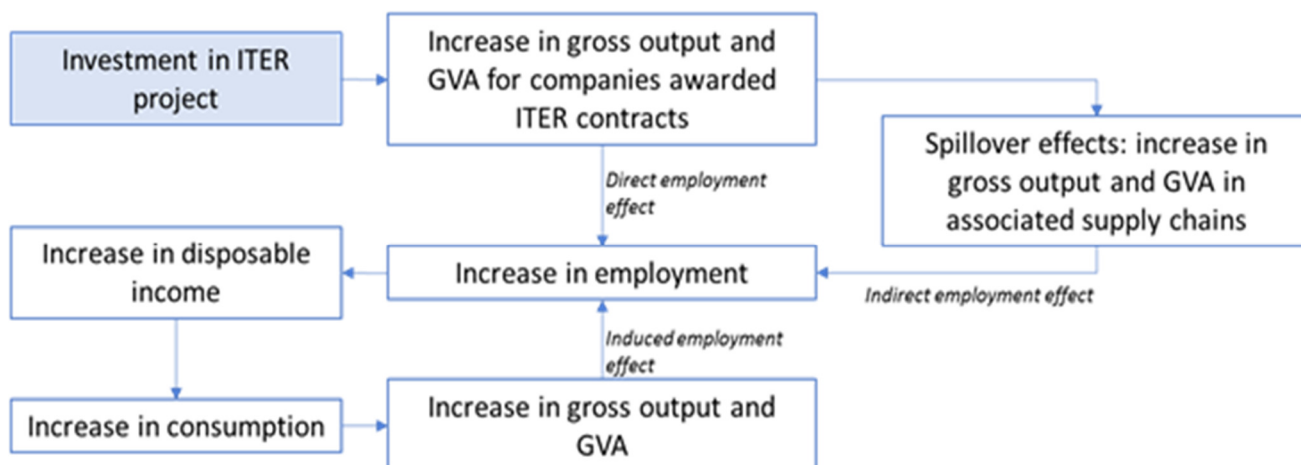 Investment in ITER
project
Increase in gross output and
GVA for companies awarded
ITER contracts
Spillover effects: increase in
gross output and GVA in
associated supply chains
Direct employment
effect
Increase in disposable
income
Increase in employment
Indirect employment effect
Induced employment
effect
Increase in consumption
Increase in gross output and
GVA